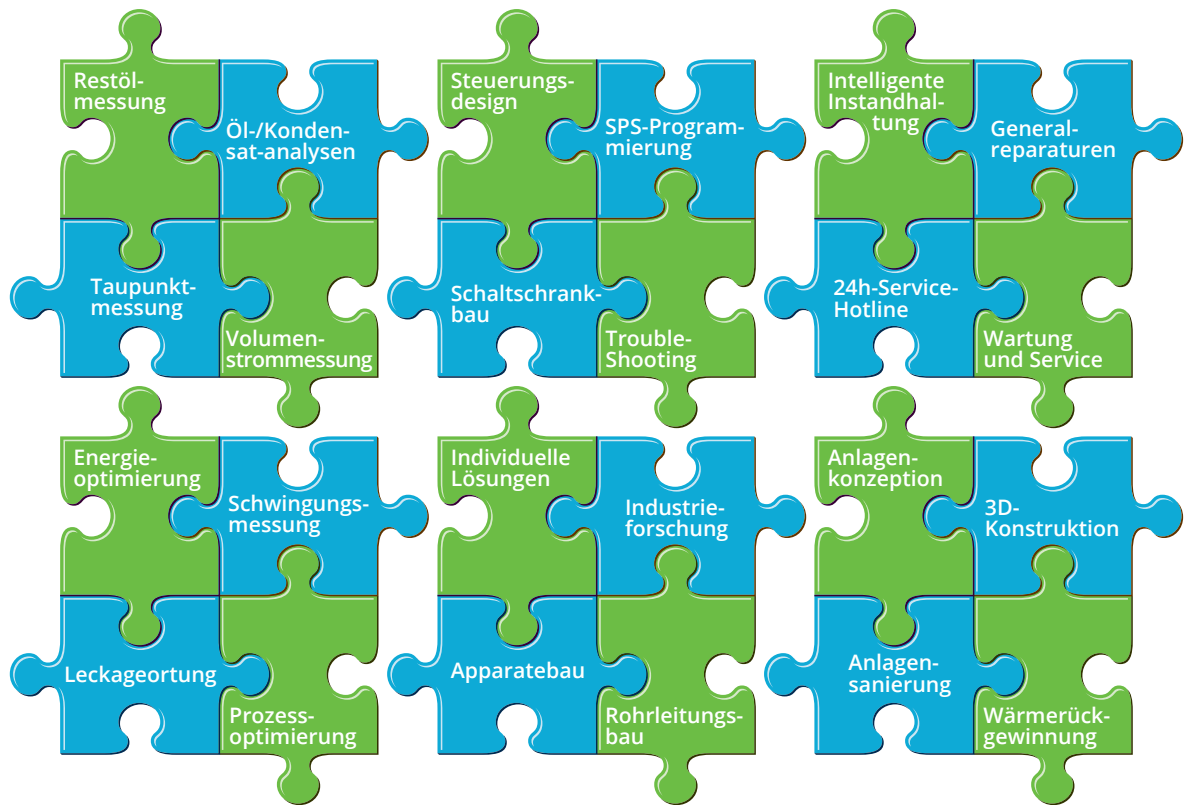 Restöl-
messung
Öl-/Konden-
sat-analysen
Taupunkt-
messung
Volumen-
strommessung
Steuerungs-
design
SPS-Program-
mierung
Schaltschrank-
bau
Trouble-
Shooting
Intelligente
Instandhal-
tung
General-
reparaturen
24h-Service-
Hotline
Wartung
und Service
Energie-
optimierung
Schwingungs-
messung
Leckageortung
Prozess-
optimierung
Individuelle
Lösungen
Industrie-
forschung
Apparatebau
Rohrleitungs-
bau
Anlagen-
konzeption
3D-
Konstruktion
Anlagen-
sanierung
Wärmerück-
gewinnung